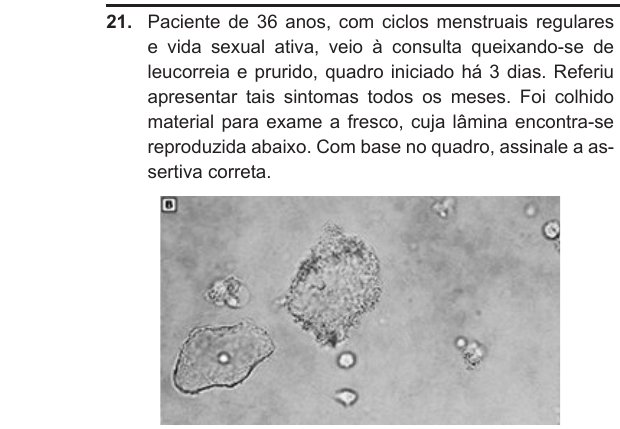 21. Paciente de 36 anos, com ciclos menstruais regulares
e vida sexual ativa, veio à consulta queixando-se de
leucorreia e prurido, quadro iniciado há 3 dias. Referiu
apresentar tais sintomas todos os meses. Foi colhido
material para exame a fresco, cuja lâmina encontra-se
reproduzida abaixo. Com base no quadro, assinale a as-
sertiva correta.
B